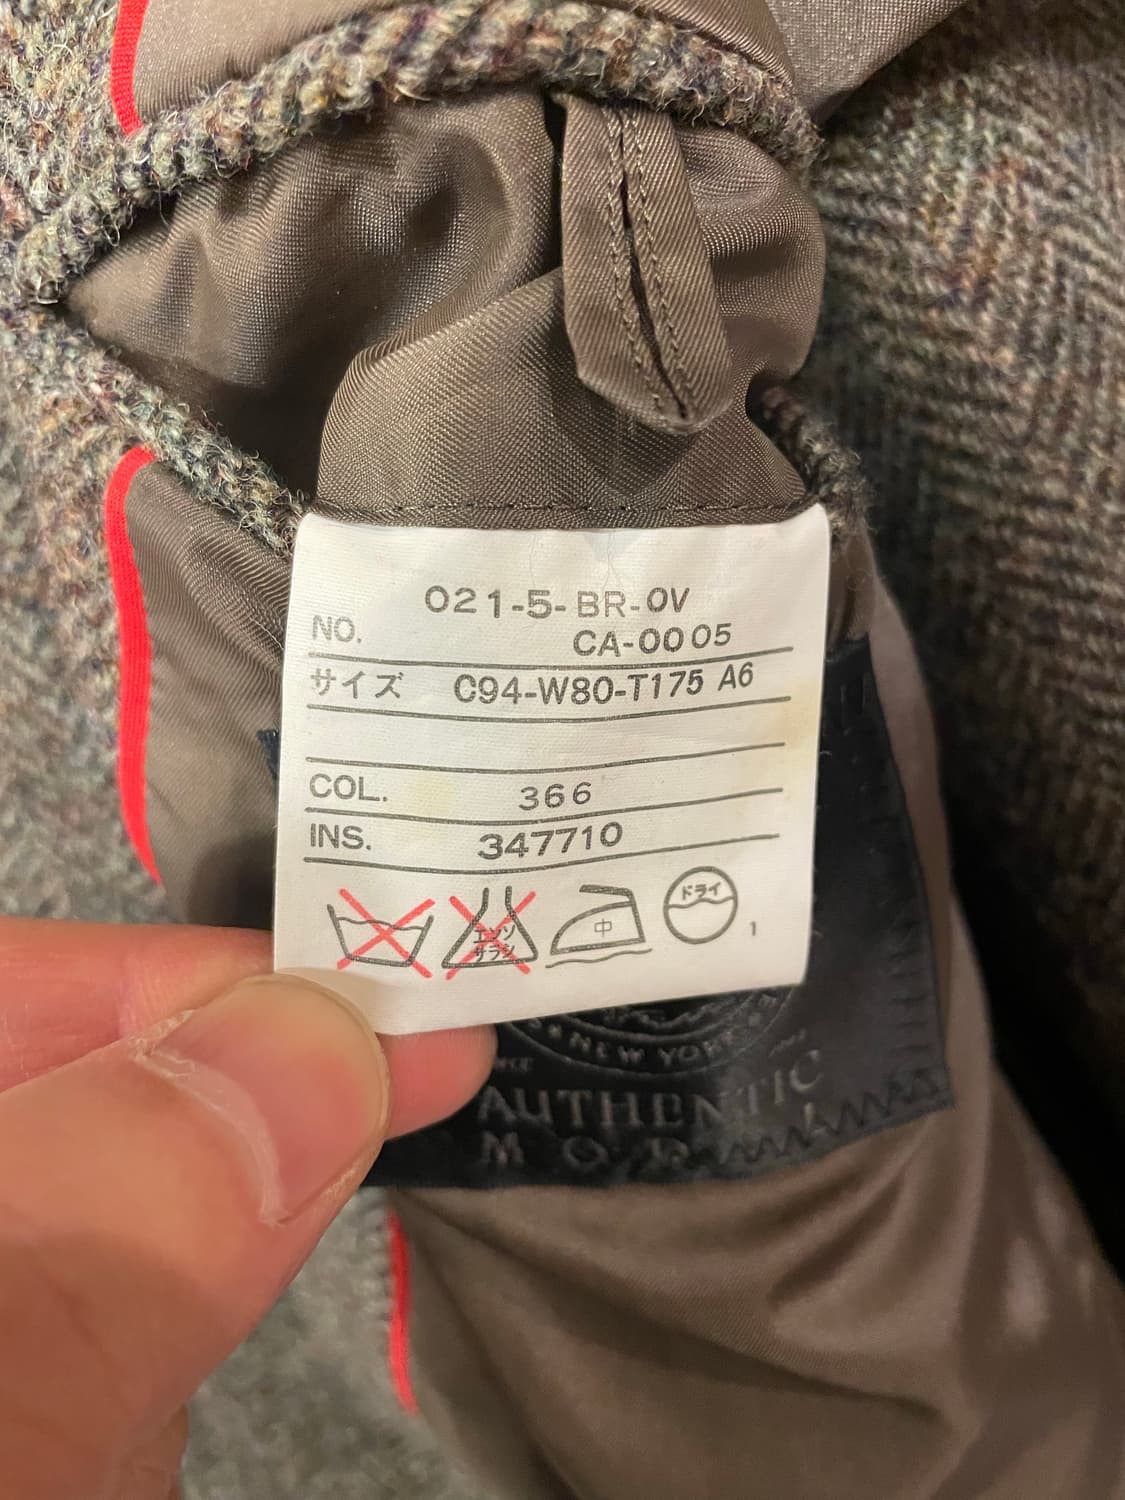 021-5-BR-0V
NO. CA-0005
サイズ C94-W80-T175 A6
COL. 366
INS. 347710
エンソ
サラシ
中
ドライ
1
NEW YORK
AUTHENTIC